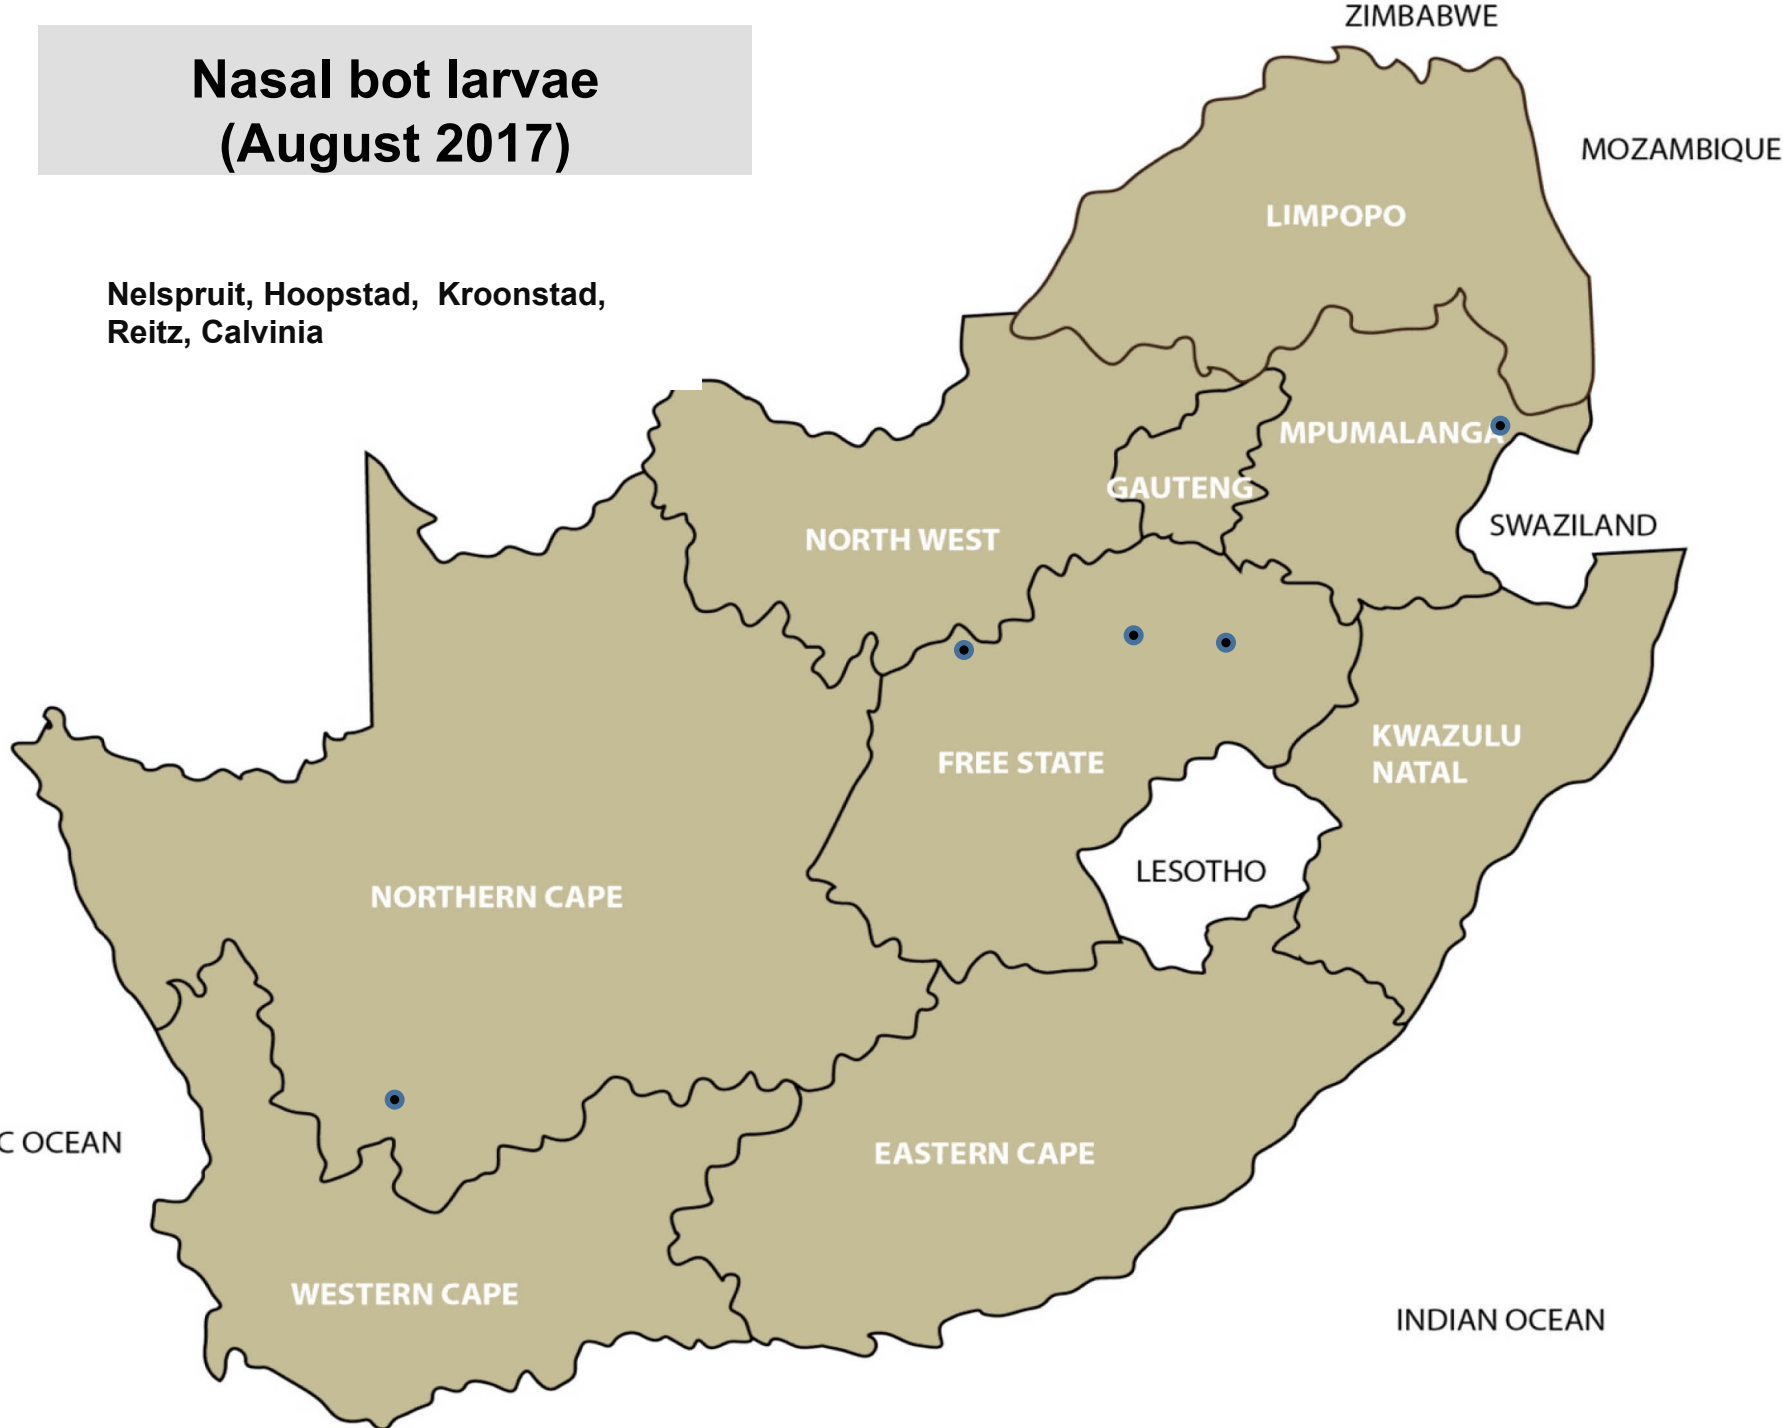 Nasal bot larvae
(August 2017)
Nelspruit, Hoopstad, Kroonstad,
Reitz, Calvinia
ZIMBABWE
MOZAMBIQUE
LIMPOPO
MPUMALANGA
GAUTENG
NORTH WEST
SWAZILAND
KWAZULU
NATAL
FREE STATE
LESOTHO
NORTHERN CAPE
C OCEAN
EASTERN CAPE
WESTERN CAPE
INDIAN OCEAN